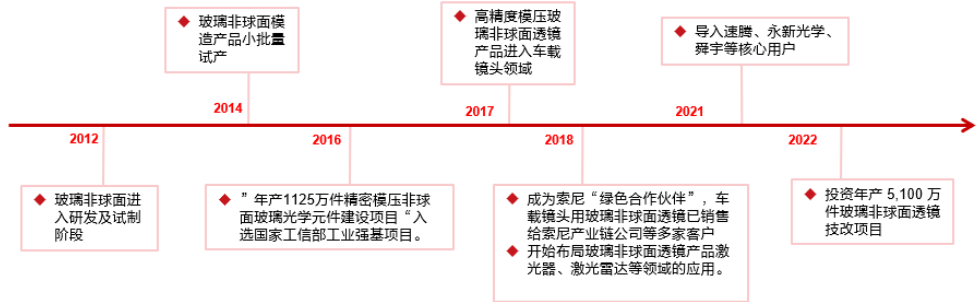 玻璃非球面模
造产品小批量
试产
高精度模压玻
璃非球面透镜
产品进入车载
镜头领域
导入速腾、永新光学、
舜宇等核心用户
2014
2017
2021
2012
2016
2018
2022
玻璃非球面进
入研发及试制
阶段
”年产1125万件精密模压非球
面玻璃光学元件建设项目“入
选国家工信部工业强基项目。
成为索尼“绿色合作伙伴”，车
载镜头用玻璃非球面透镜已销售
给索尼产业链公司等多家客户
开始布局玻璃非球面透镜产品激光
器、激光雷达等领域的应用。
投资年产 5,100 万
件玻璃非球面透镜
技改项目